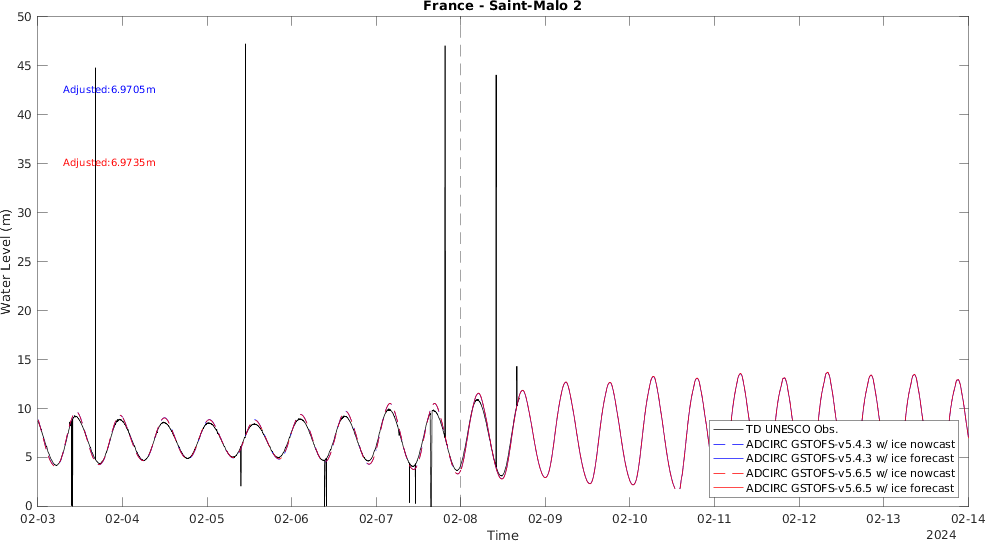 France - Saint-Malo 2
50
45
40
35
30
25
20
15
10
5
0
Water Level (m)
Adjusted:6.9705m
Adjusted:6.9735m
TD UNESCO Obs.
ADCIRC GSTOFS-v5.4.3 w/ ice nowcast
ADCIRC GSTOFS-v5.4.3 w/ ice forecast
ADCIRC GSTOFS-v5.6.5 w/ ice nowcast
ADCIRC GSTOFS-v5.6.5 w/ ice forecast
02-03 02-04 02-05 02-06 02-07 02-08 02-09 02-10 02-11 02-12 02-13 02-14
Time
2024